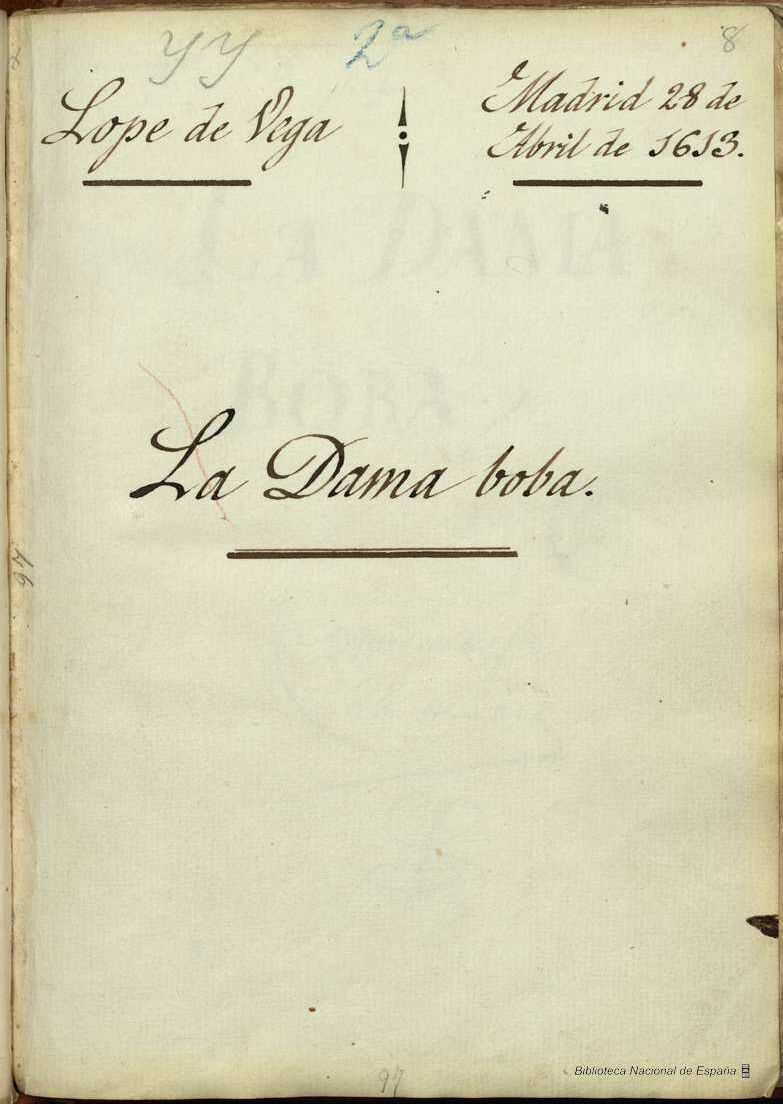 yy 2a 8
Lope de Vega
Madrid 28 de
Abril de 1613.
La Dama boba.
97
97
Biblioteca Nacional de España